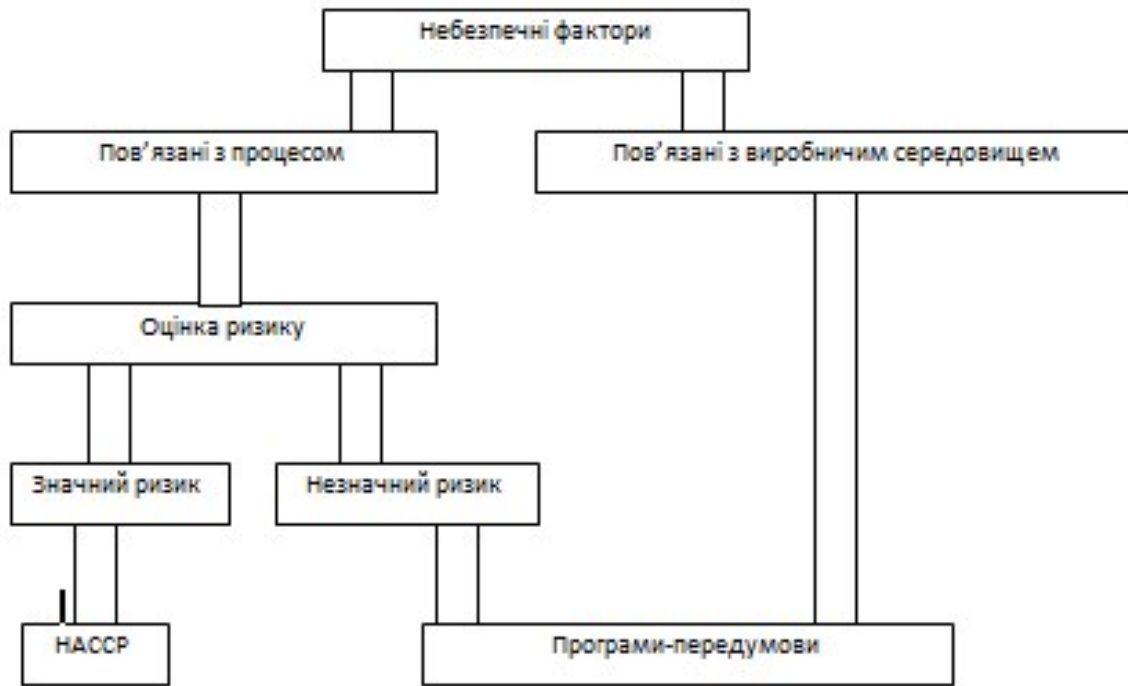 Небезпечні фактори
Пов’язані з процесом
Пов’язані з виробничим середовищем
Оцінка ризику
Значний ризик
Незначний ризик
НАССР
Програми-передумови